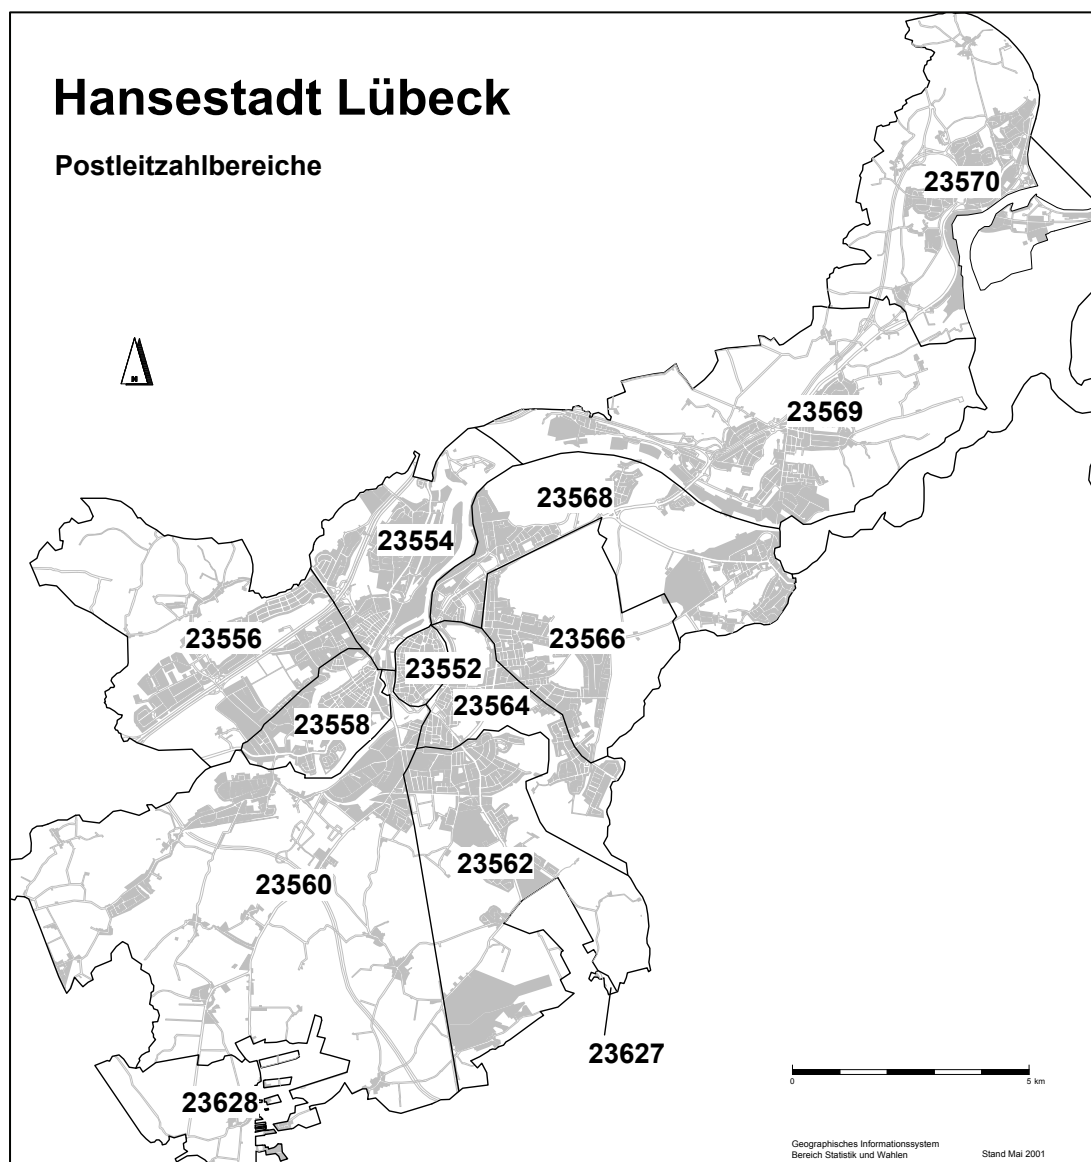 Hansestadt Lübeck
Postleitzahlbereiche
23570
N
23569
23568
23554
23556
23566
23552
23564
23558
23562
23560
23627
23628
0 5 km
Geographisches Informationssystem
Bereich Statistik und Wahlen Stand Mai 2001